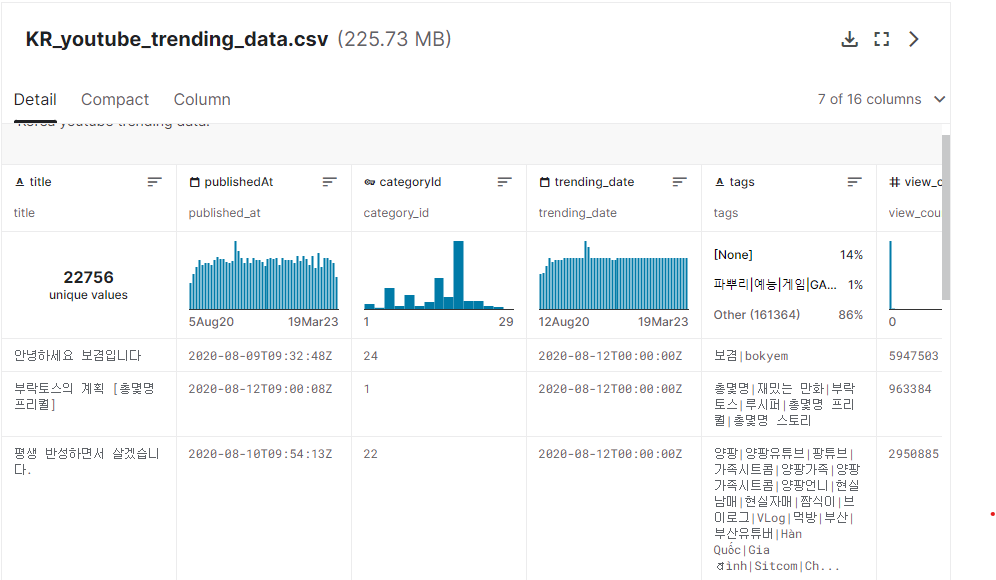 KR_youtube_trending_data.csv (225.73 MB)
Detail Compact Column 7 of 16 columns
Korea youtube trending data.
title publishedAt categoryId trending_date tags view_c
title published_at category_id trending_date tags view_cou
22756
unique values
5Aug20 19Mar23
1 29
12Aug20 19Mar23
[None] 14%
파뿌리|예능|게임|GA... 1%
Other (161364) 86%
0
안녕하세요 보겸입니다 2020-08-09T09:32:48Z 24 2020-08-12T00:00:00Z 보겸|bokyem 5947503
부락토스의 계획 [총몇명
프리퀄]
2020-08-12T09:00:08Z 1 2020-08-12T00:00:00Z
총몇명|재밌는 만화|부락
토스|루시퍼|총몇명 프리
퀄|총몇명 스토리
963384
평생 반성하면서 살겠습니
다.
2020-08-10T09:54:13Z 22 2020-08-12T00:00:00Z
양팡|양팡유튜브|팡튜브|
가족시트콤|양팡가족|양팡
가족시트콤|양팡언니|현실
남매|현실자매|짬식이|브
이로그|VLog|먹방|부산|
부산유튜버|Hàn
Quốc|Gia
đình|Sitcom|Ch...
2950885